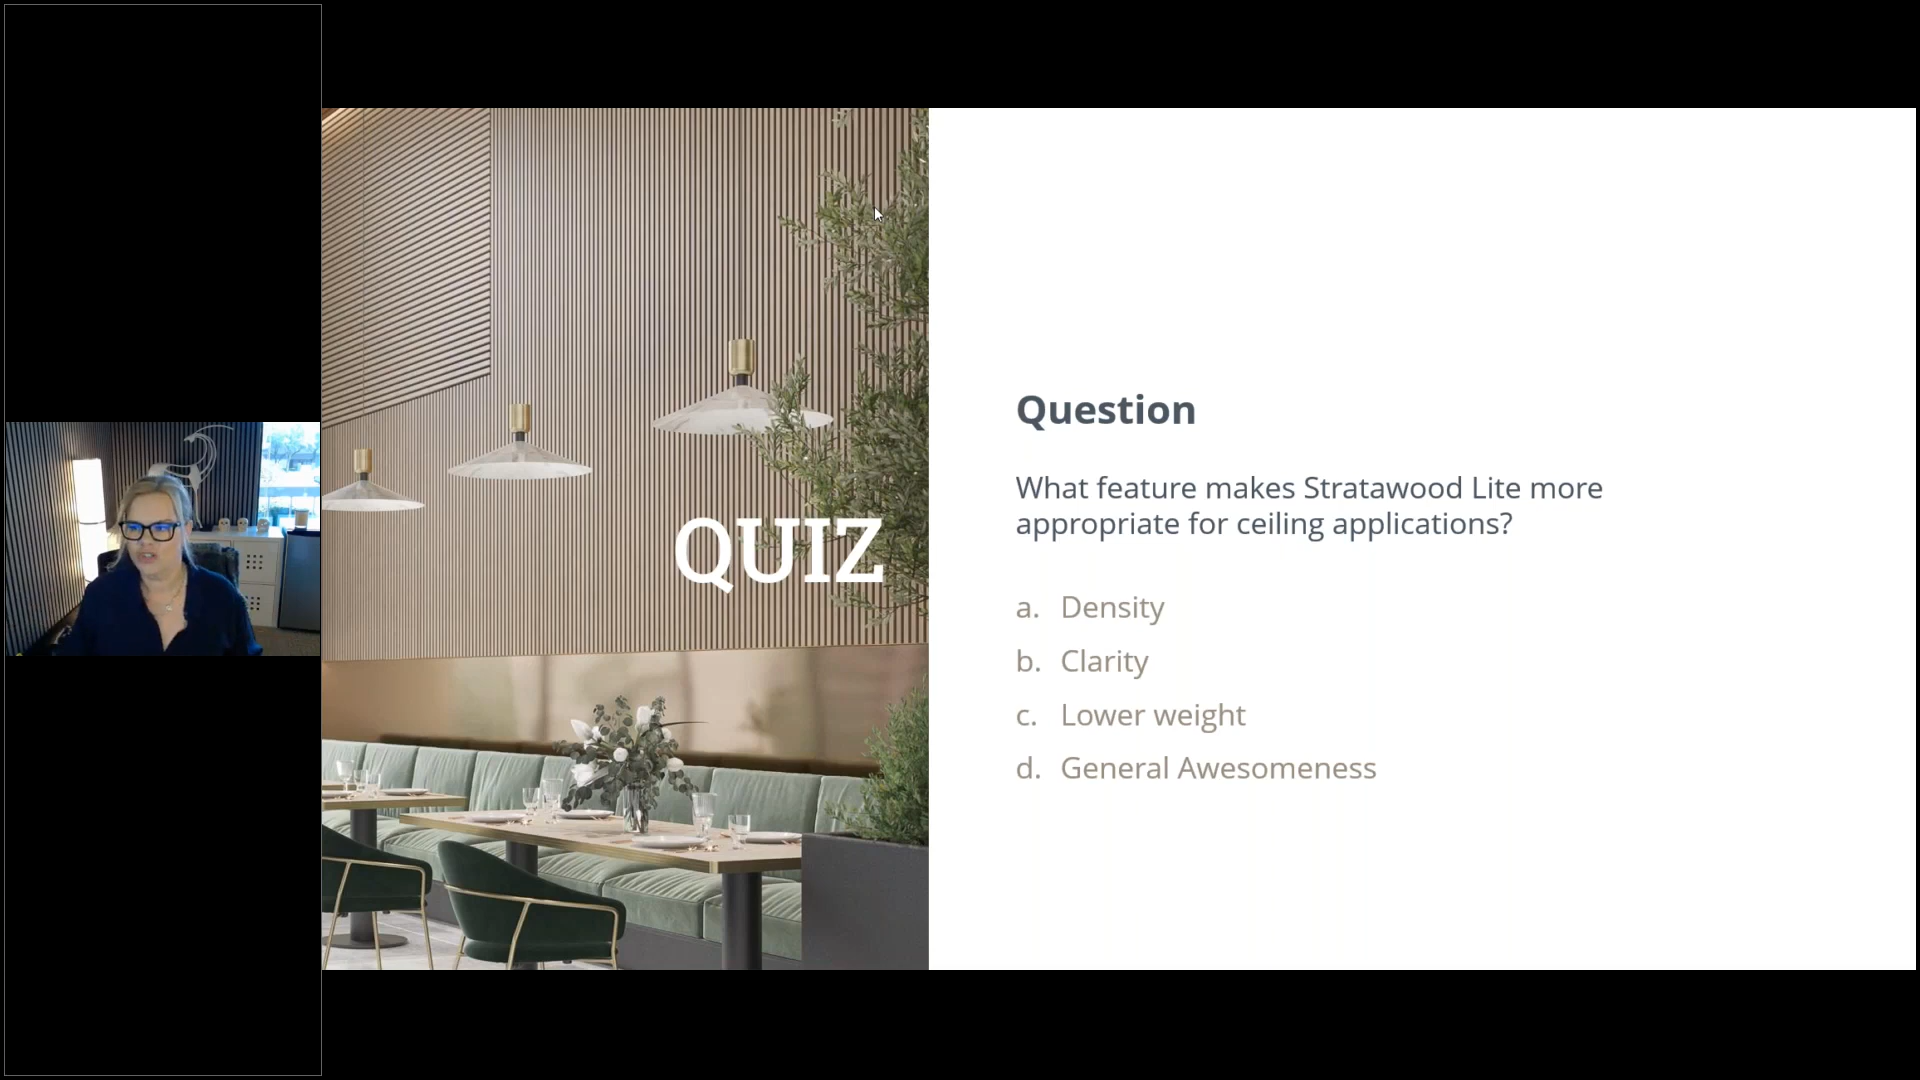 QUIZ
Question
What feature makes Stratawood Lite more
appropriate for ceiling applications?
a. Density
b. Clarity
c. Lower weight
d. General Awesomeness